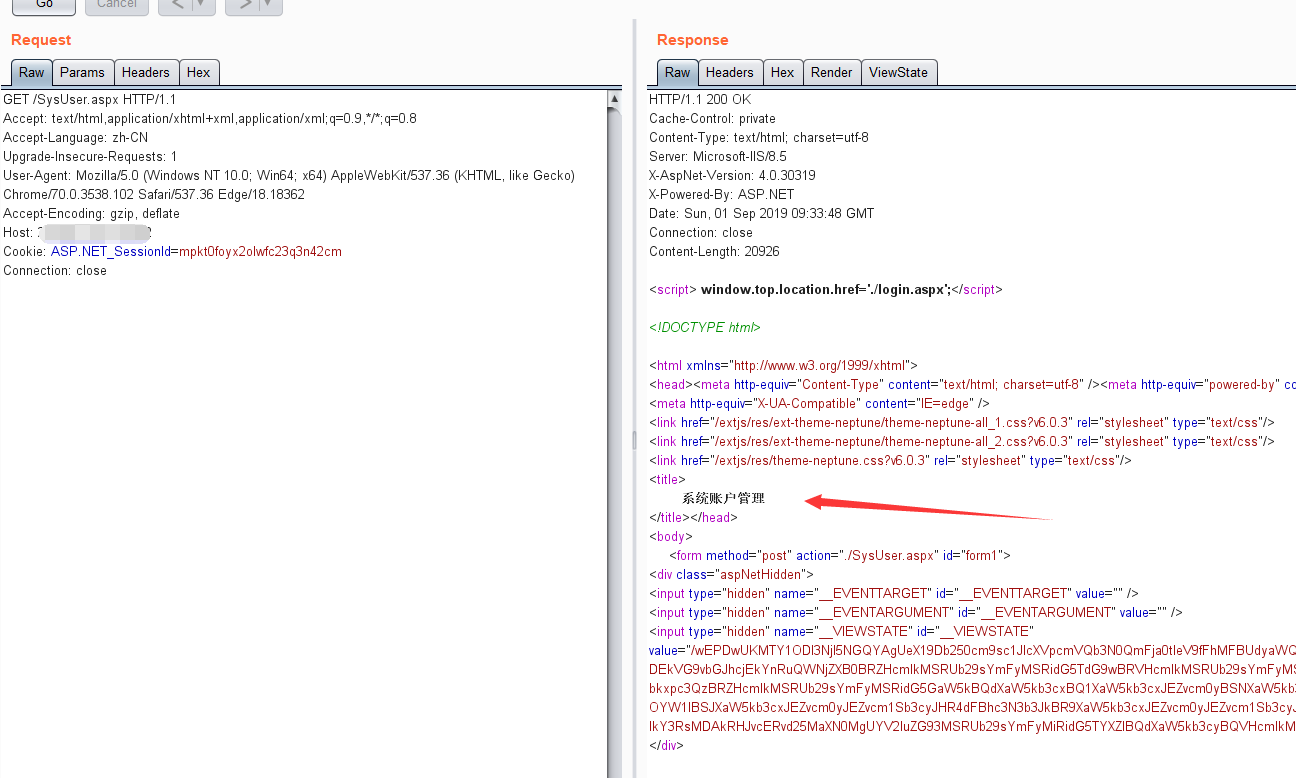 Go
Cancel
<
>
Request
Raw
Params
Headers
Hex
GET /SysUser.aspx HTTP/1.1
Accept: text/html,application/xhtml+xml,application/xml;q=0.9,*/*;q=0.8
Accept-Language: zh-CN
Upgrade-Insecure-Requests: 1
User-Agent: Mozilla/5.0 (Windows NT 10.0; Win64; x64) AppleWebKit/537.36 (KHTML, like Gecko)
Chrome/70.0.3538.102 Safari/537.36 Edge/18.18362
Accept-Encoding: gzip, deflate
Host:
Cookie: ASP.NET_SessionId=mpkt0foyx2olwfc23q3n42cm
Connection: close
Response
Raw
Headers
Hex
Render
ViewState
HTTP/1.1 200 OK
Cache-Control: private
Content-Type: text/html; charset=utf-8
Server: Microsoft-IIS/8.5
X-AspNet-Version: 4.0.30319
X-Powered-By: ASP.NET
Date: Sun, 01 Sep 2019 09:33:48 GMT
Connection: close
Content-Length: 20926
<script> window.top.location.href='./login.aspx';</script>
<!DOCTYPE html>
<html xmlns="http://www.w3.org/1999/xhtml">
<head><meta http-equiv="Content-Type" content="text/html; charset=utf-8" /><meta http-equiv="powered-by" co
<meta http-equiv="X-UA-Compatible" content="IE=edge" />
<link href="/extjs/res/ext-theme-neptune/theme-neptune-all_1.css?v6.0.3" rel="stylesheet" type="text/css"/>
<link href="/extjs/res/ext-theme-neptune/theme-neptune-all_2.css?v6.0.3" rel="stylesheet" type="text/css"/>
<link href="/extjs/res/theme-neptune.css?v6.0.3" rel="stylesheet" type="text/css"/>
<title>
系统账户管理
</title></head>
<body>
<form method="post" action="./SysUser.aspx" id="form1">
<div class="aspNetHidden">
<input type="hidden" name="__EVENTTARGET" id="__EVENTTARGET" value="" />
<input type="hidden" name="__EVENTARGUMENT" id="__EVENTARGUMENT" value="" />
<input type="hidden" name="__VIEWSTATE" id="__VIEWSTATE"
</div>